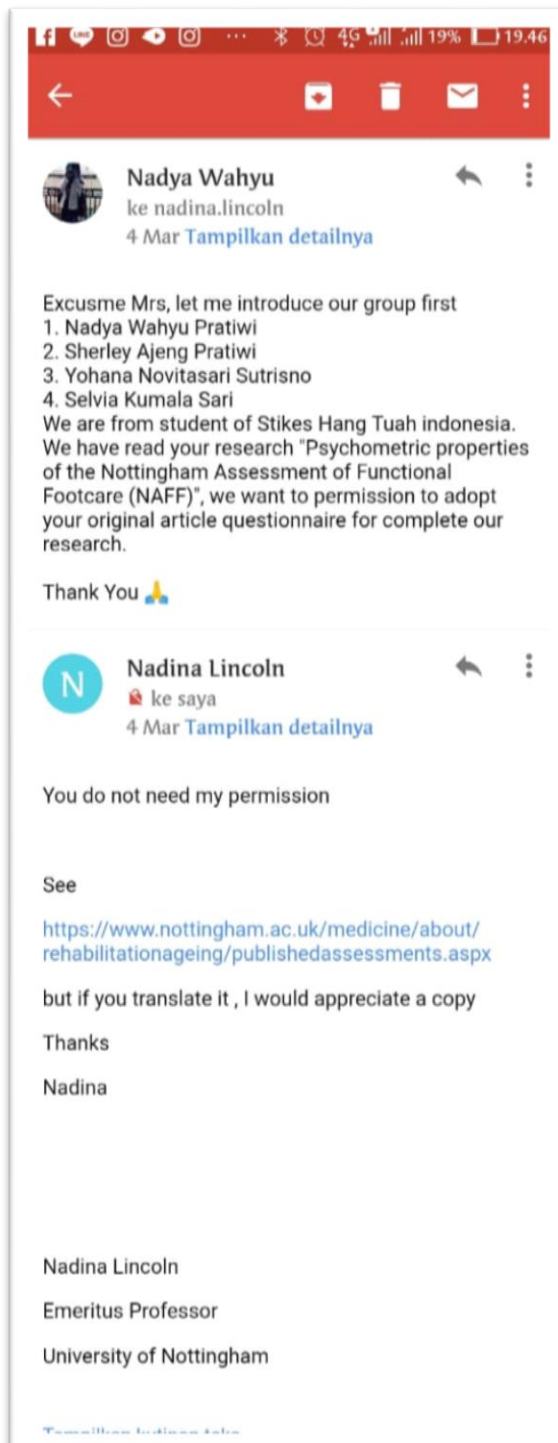 4G 19% 19.46
Nadya Wahyu
ke nadina.lincoln
4 Mar Tampilkan detailnya
Excusme Mrs, let me introduce our group first
1. Nadya Wahyu Pratiwi
2. Sherley Ajeng Pratiwi
3. Yohana Novitasari Sutrisno
4. Selvia Kumala Sari
We are from student of Stikes Hang Tuah indonesia.
We have read your research "Psychometric properties
of the Nottingham Assessment of Functional
Footcare (NAFF)", we want to permission to adopt
your original article questionnaire for complete our
research.
Thank You 🙏
N
Nadina Lincoln
ke saya
4 Mar Tampilkan detailnya
You do not need my permission
See
https://www.nottingham.ac.uk/medicine/about/
rehabilitationageing/publishedassessments.aspx
but if you translate it , I would appreciate a copy
Thanks
Nadina
Nadina Lincoln
Emeritus Professor
University of Nottingham